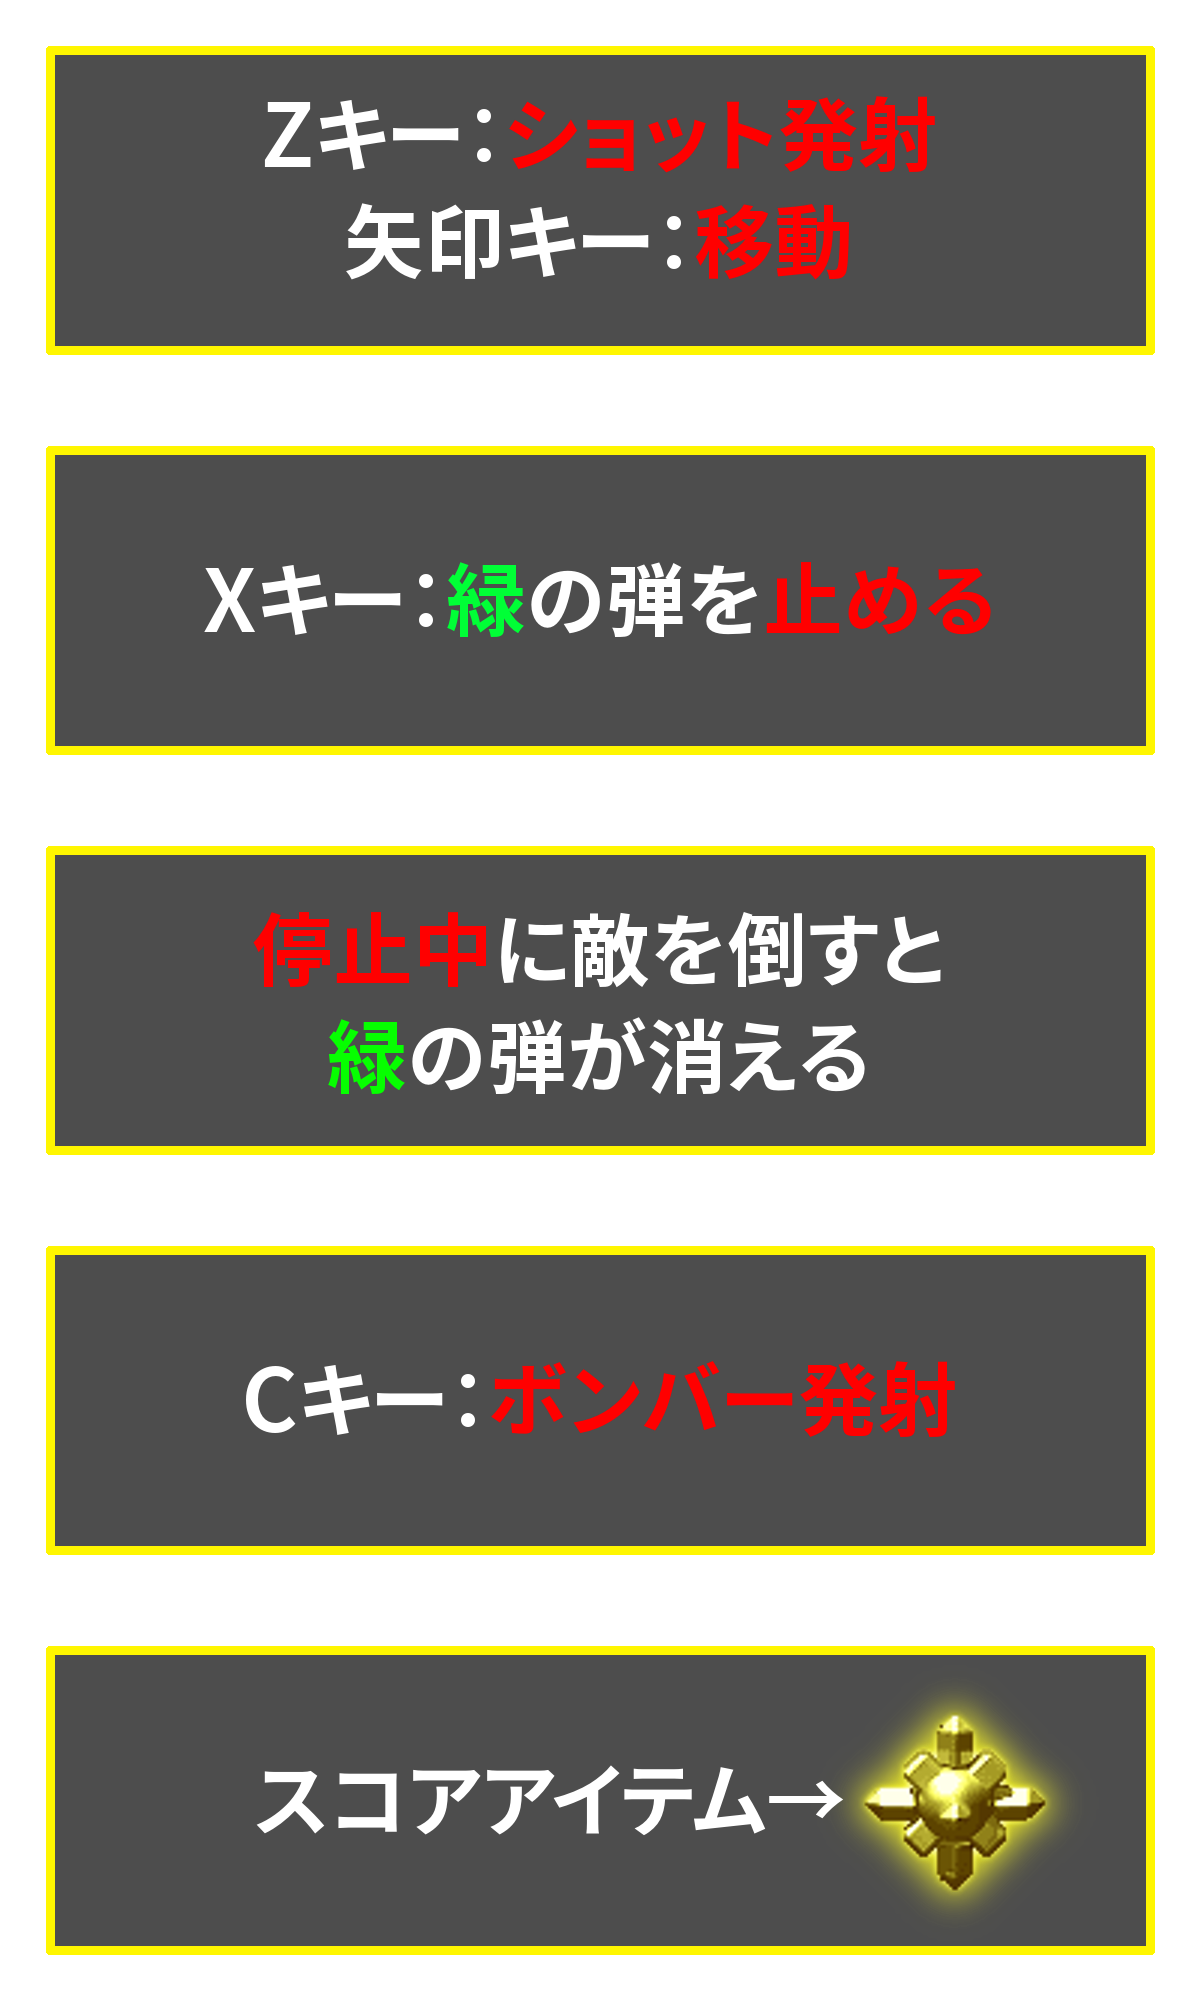 Zキー：ショット発射
矢印キー：移動
Xキー：緑の弾を止める
停止中に敵を倒すと
緑の弾が消える
Cキー：ボンバー発射
スコアアイテム→